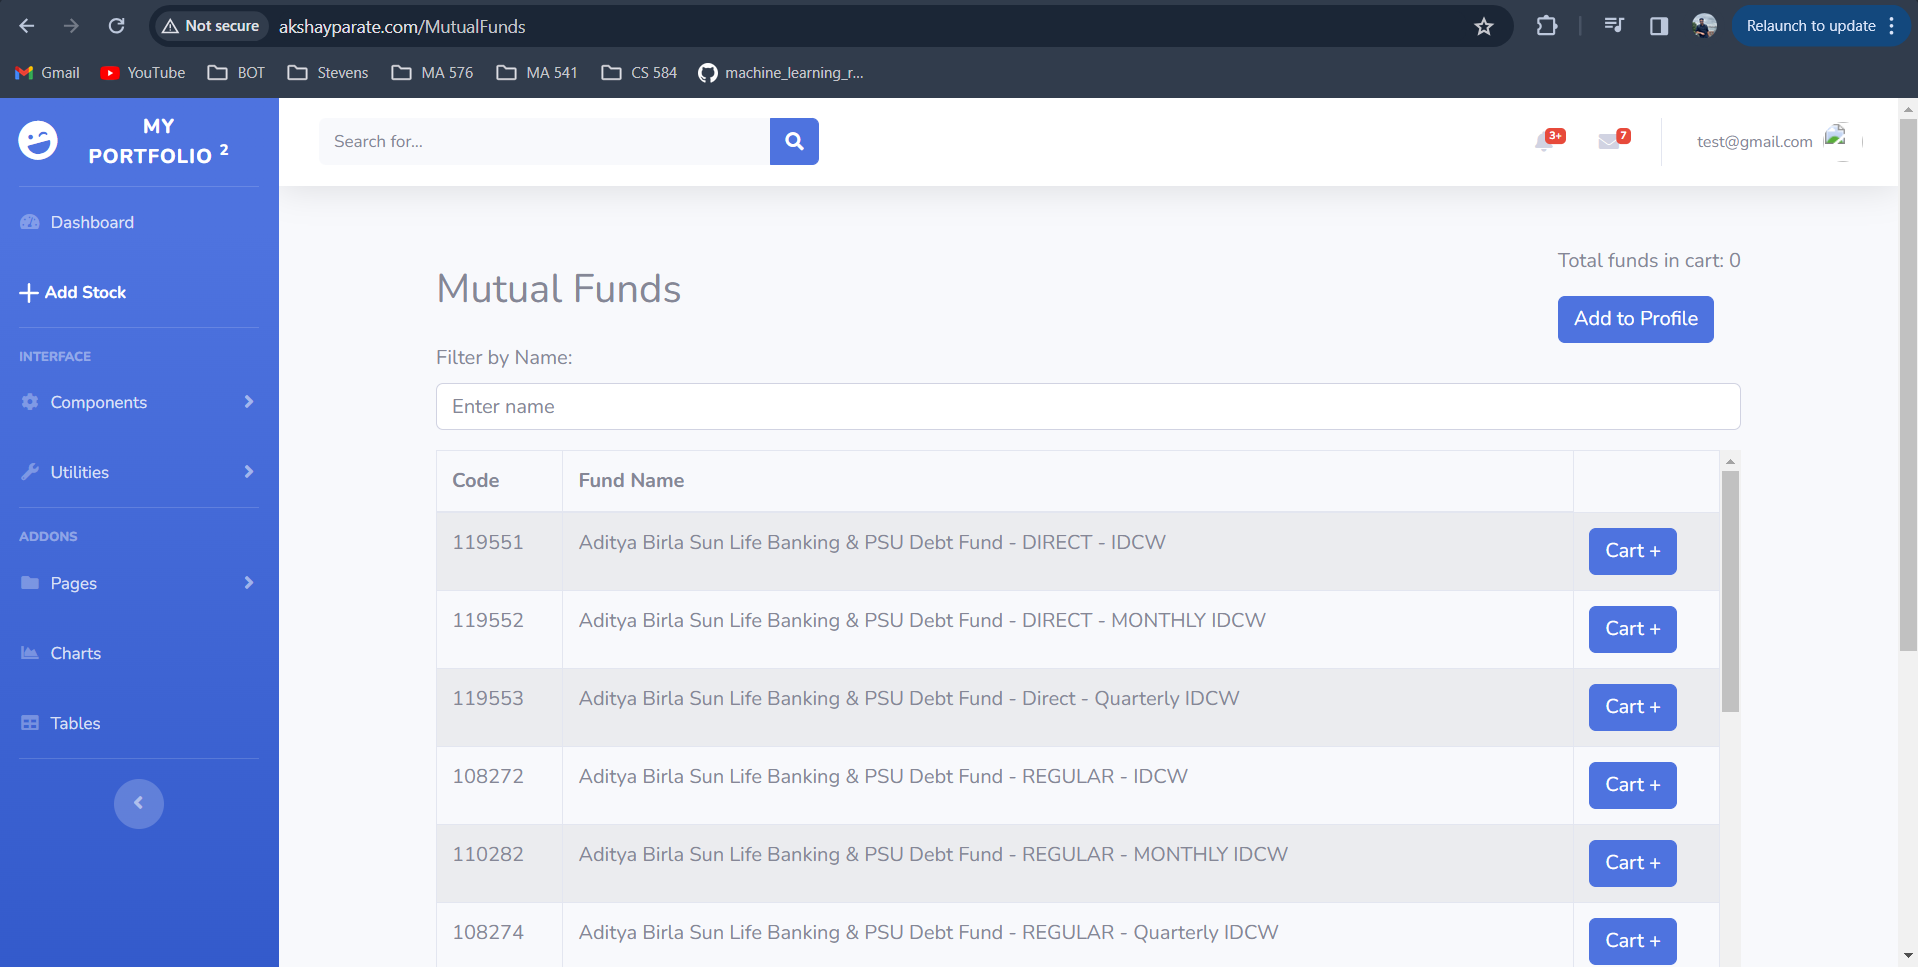 Not secure akshayparate.com/MutualFunds Relaunch to update
Gmail YouTube BOT Stevens MA 576 MA 541 CS 584 machine_learning_r...
MY
PORTFOLIO 2
Dashboard
Add Stock
INTERFACE
Components
Utilities
ADDONS
Pages
Charts
Tables
Search for...
3+ 7 test@gmail.com
Total funds in cart: 0
Mutual Funds
Add to Profile
Filter by Name:
Enter name
Code Fund Name
119551 Aditya Birla Sun Life Banking & PSU Debt Fund - DIRECT - IDCW Cart +
119552 Aditya Birla Sun Life Banking & PSU Debt Fund - DIRECT - MONTHLY IDCW Cart +
119553 Aditya Birla Sun Life Banking & PSU Debt Fund - Direct - Quarterly IDCW Cart +
108272 Aditya Birla Sun Life Banking & PSU Debt Fund - REGULAR - IDCW Cart +
110282 Aditya Birla Sun Life Banking & PSU Debt Fund - REGULAR - MONTHLY IDCW Cart +
108274 Aditya Birla Sun Life Banking & PSU Debt Fund - REGULAR - Quarterly IDCW Cart +